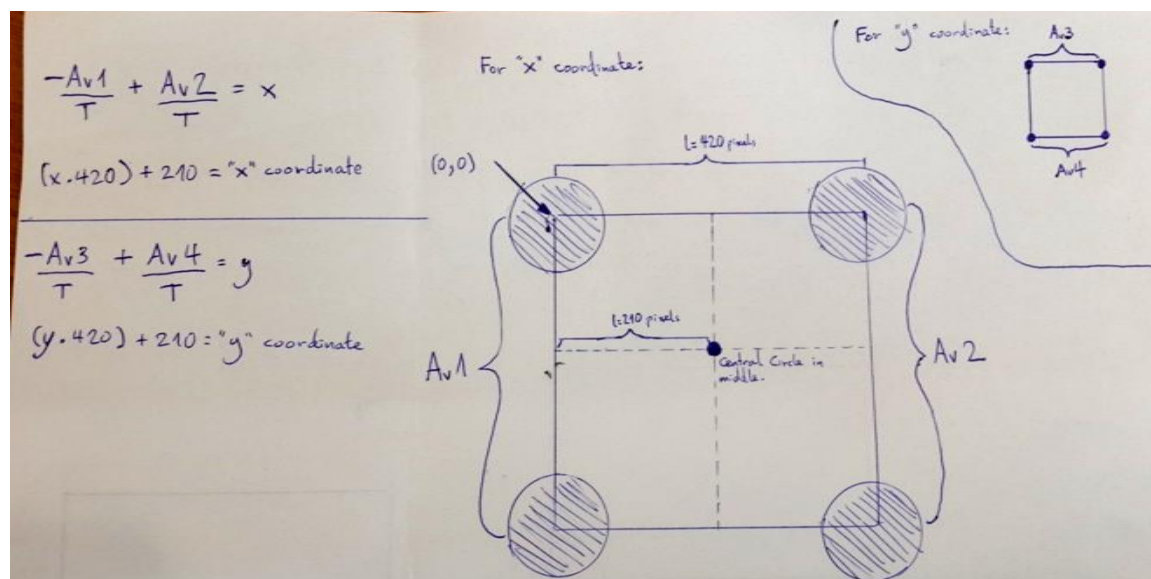 -Av1/T + Av2/T = x
(x.420) + 210 = "x" coordinate
-Av3/T + Av4/T = y
(y.420) + 210 = "y" coordinate
For "x" coordinate:
(0,0)
l=420 pixels
l=210 pixels
Av1
Central Circle in
middle.
Av2
For "y" coordinate:
Av3
Av4